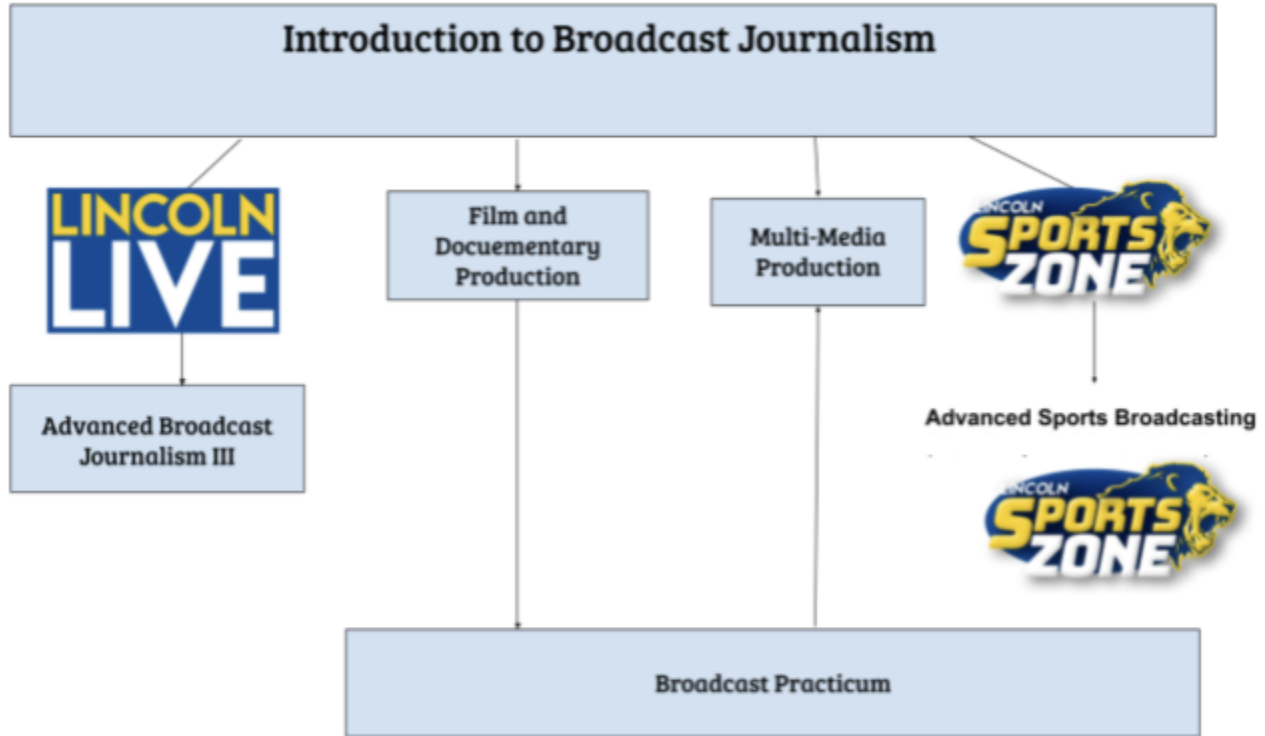 Introduction to Broadcast Journalism
LINCOLN
LIVE
Film and
Docuementary
Production
Multi-Media
Production
LINCOLN
SPORTS
ZONE
Advanced Broadcast
Journalism III
Advanced Sports Broadcasting
LINCOLN
SPORTS
ZONE
Broadcast Practicum